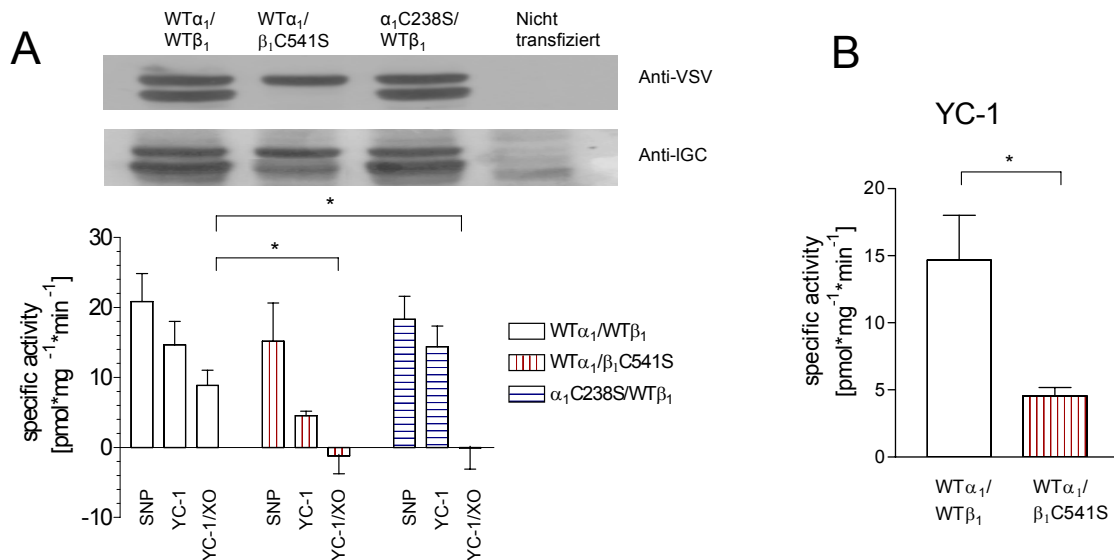 A
WTα₁/
WTβ₁
WTα₁/
β₁C541S
α₁C238S/
WTβ₁
Nicht
transfiziert
Anti-VSV
Anti-IGC
*
*
specific activity
[pmol*mg⁻¹*min⁻¹]
30
20
10
0
-10
SNP
YC-1
YC-1/XO
SNP
YC-1
YC-1/XO
SNP
YC-1
YC-1/XO
WTα₁/WTβ₁
WTα₁/β₁C541S
α₁C238S/WTβ₁
B
YC-1
*
specific activity
[pmol*mg⁻¹*min⁻¹]
20
15
10
5
0
WTα₁/
WTβ₁
WTα₁/
β₁C541S